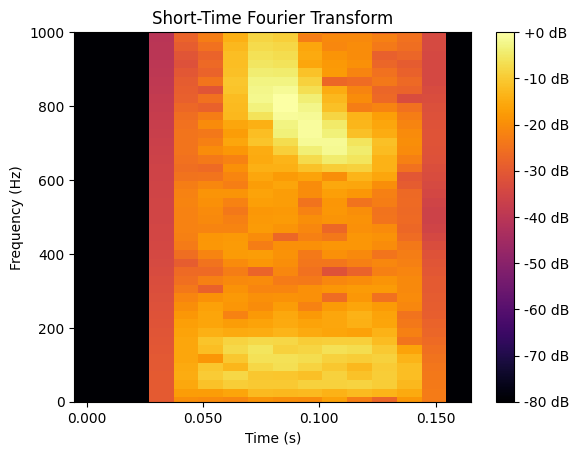 Short-Time Fourier Transform
Frequency (Hz)
1000
800
600
400
200
0
0.000
0.050
0.100
0.150
Time (s)
+0 dB
-10 dB
-20 dB
-30 dB
-40 dB
-50 dB
-60 dB
-70 dB
-80 dB